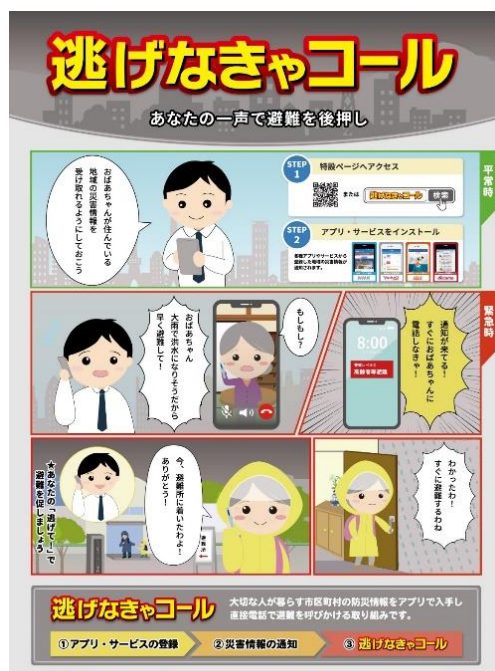 逃げなきゃコール
あなたの一声で避難を後押し
平常時
おばあちゃんが住んでいる
地域の災害情報を
受け取れるようにしておこう
STEP
1
特設ページへアクセス
または
逃げなきゃコール
検索
STEP
2
アプリ・サービスをインストール
緊急時
通知が来てる!
すぐにおばあちゃんに
電話しなきゃ!
8:00
高齢者等避難
もしもし?
おばあちゃん
大雨で洪水になりそうだから
早く避難して!
わかったわ!
すぐに避難するわね
今、避難所に着いたわよ!
ありがとう!
避難所
★あなたの「逃げて!」で
避難を促しましょう
逃げなきゃコール
大切な人が暮らす市区町村の防災情報をアプリで入手し
直接電話で避難を呼びかける取り組みです。
①アプリ・サービスの登録
②災害情報の通知
③逃げなきゃコール